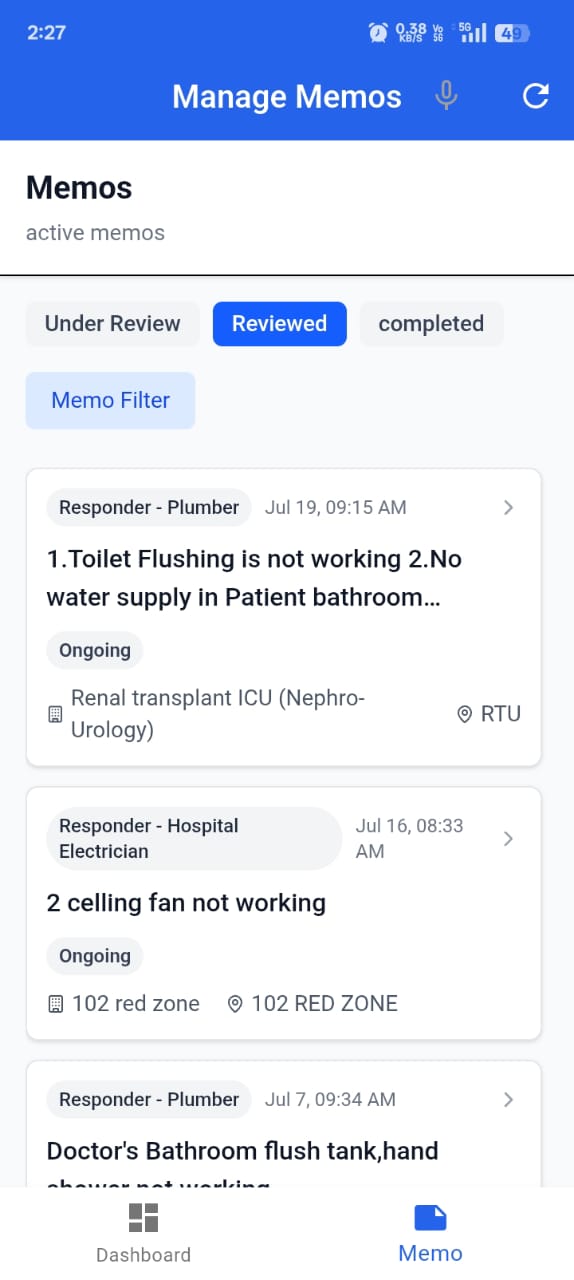 2:27
0.38 KB/S
Vo 5G
5G
49
Manage Memos
Memos
active memos
Under Review
Reviewed
completed
Memo Filter
Responder - Plumber
Jul 19, 09:15 AM
1.Toilet Flushing is not working 2.No
water supply in Patient bathroom...
Ongoing
Renal transplant ICU (Nephro-
Urology)
RTU
Responder - Hospital
Electrician
Jul 16, 08:33
AM
2 celling fan not working
Ongoing
102 red zone
102 RED ZONE
Responder - Plumber
Jul 7, 09:34 AM
Doctor's Bathroom flush tank,hand
shower not working
Dashboard
Memo